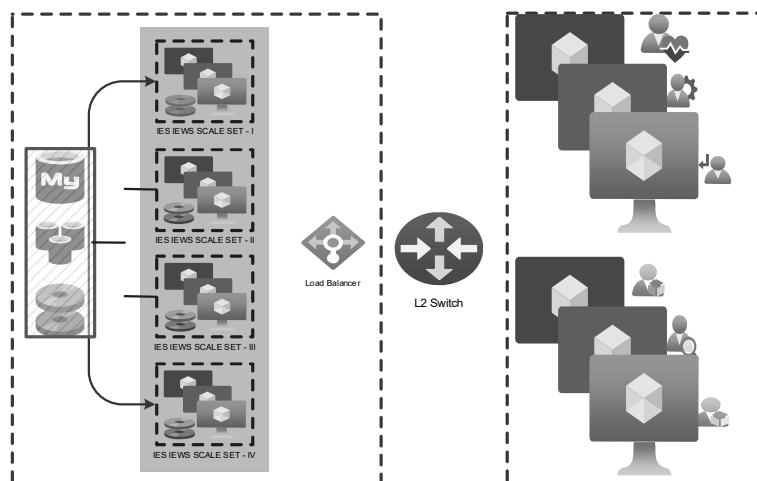 IES IEWS SCALE SET - I
My
IES IEWS SCALE SET - II
Load Balancer
L2 Switch
IES IEWS SCALE SET - III
IES IEWS SCALE SET - IV